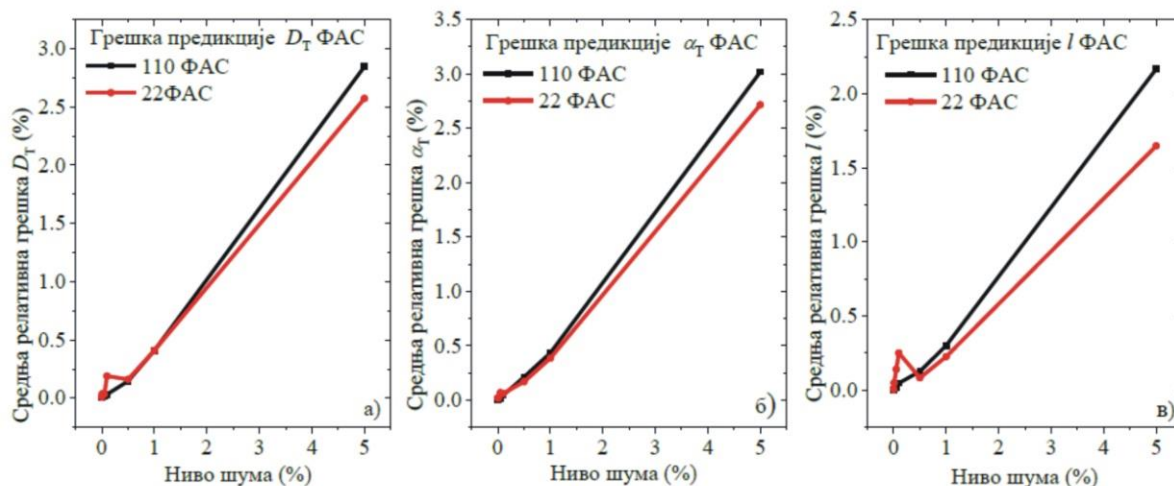 Средња релативна грешка D_T (%)
3.0
2.5
2.0
1.5
1.0
0.5
0.0
Грешка предикције D_T ФАС
110 ФАС
22ФАС
а)
0 1 2 3 4 5
Ниво шума (%)
Средња релативна грешка α_T (%)
3.5
3.0
2.5
2.0
1.5
1.0
0.5
0.0
Грешка предикције α_T ФАС
110 ФАС
22 ФАС
б)
0 1 2 3 4 5
Ниво шума (%)
Средња релативна грешка l (%)
2.5
2.0
1.5
1.0
0.5
0.0
Грешка предикције l ФАС
110 ФАС
22 ФАС
в)
0 1 2 3 4 5
Ниво шума (%)